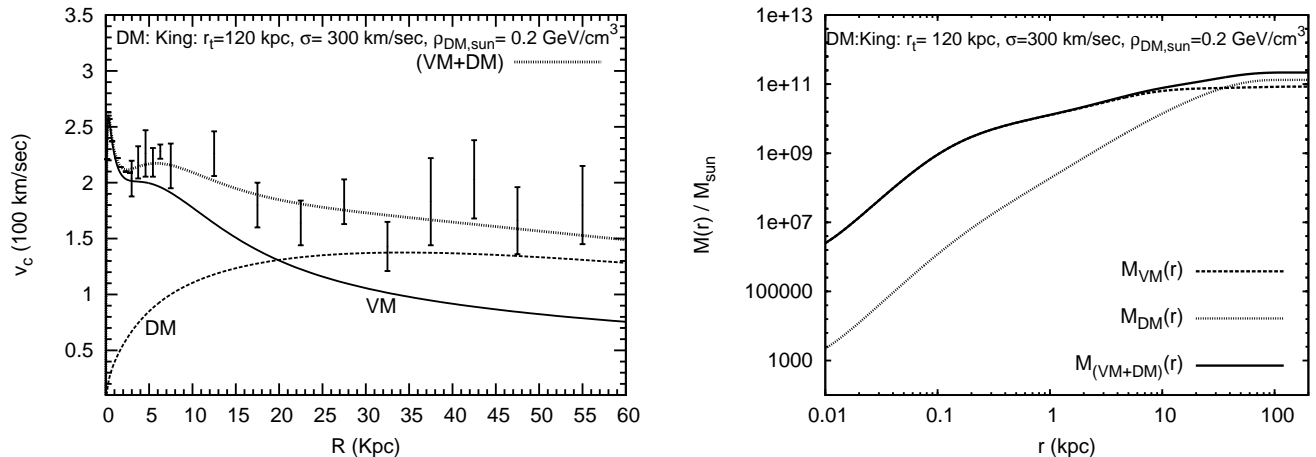 DM: King: r_t=120 kpc, σ= 300 km/sec, ρ_DM,sun= 0.2 GeV/cm^3
(VM+DM)
3.5
3
2.5
2
1.5
1
0.5
ν_c (100 km/sec)
DM
VM
0 5 10 15 20 25 30 35 40 45 50 55 60
R (Kpc)
DM:King: r_t= 120 kpc, σ=300 km/sec, ρ_DM,sun=0.2 GeV/cm^3
1e+13
1e+11
1e+09
1e+07
100000
1000
M(r) / M_sun
M_VM(r)
M_DM(r)
M_(VM+DM)(r)
0.01 0.1 1 10 100
r (kpc)